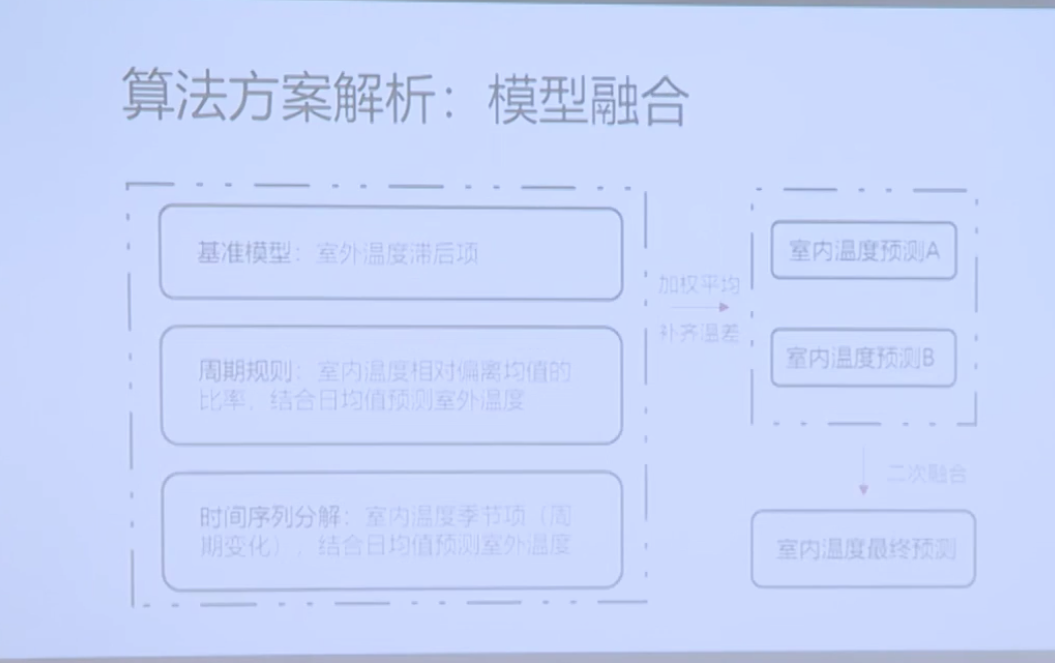 算法方案解析：模型融合
基准模型：室外温度滞后项
周期规则：室内温度相对偏离均值的
比率，结合日均值预测室外温度
时间序列分解：室内温度季节项（周
期变化），结合日均值预测室外温度
加权平均
补齐温差
室内温度预测A
室内温度预测B
二次融合
室内温度最终预测